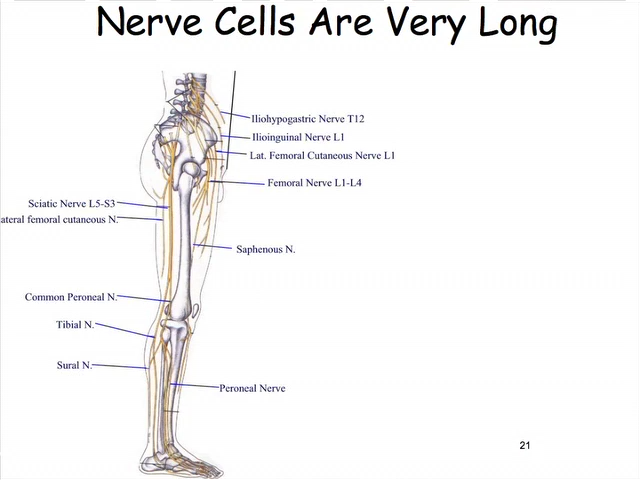 Nerve Cells Are Very Long
Iliohypogastric Nerve T12
Ilioinguinal Nerve L1
Lat. Femoral Cutaneous Nerve L1
Femoral Nerve L1-L4
Sciatic Nerve L5-S3
ateral femoral cutaneous N.
Saphenous N.
Common Peroneal N.
Tibial N.
Sural N.
Peroneal Nerve
21